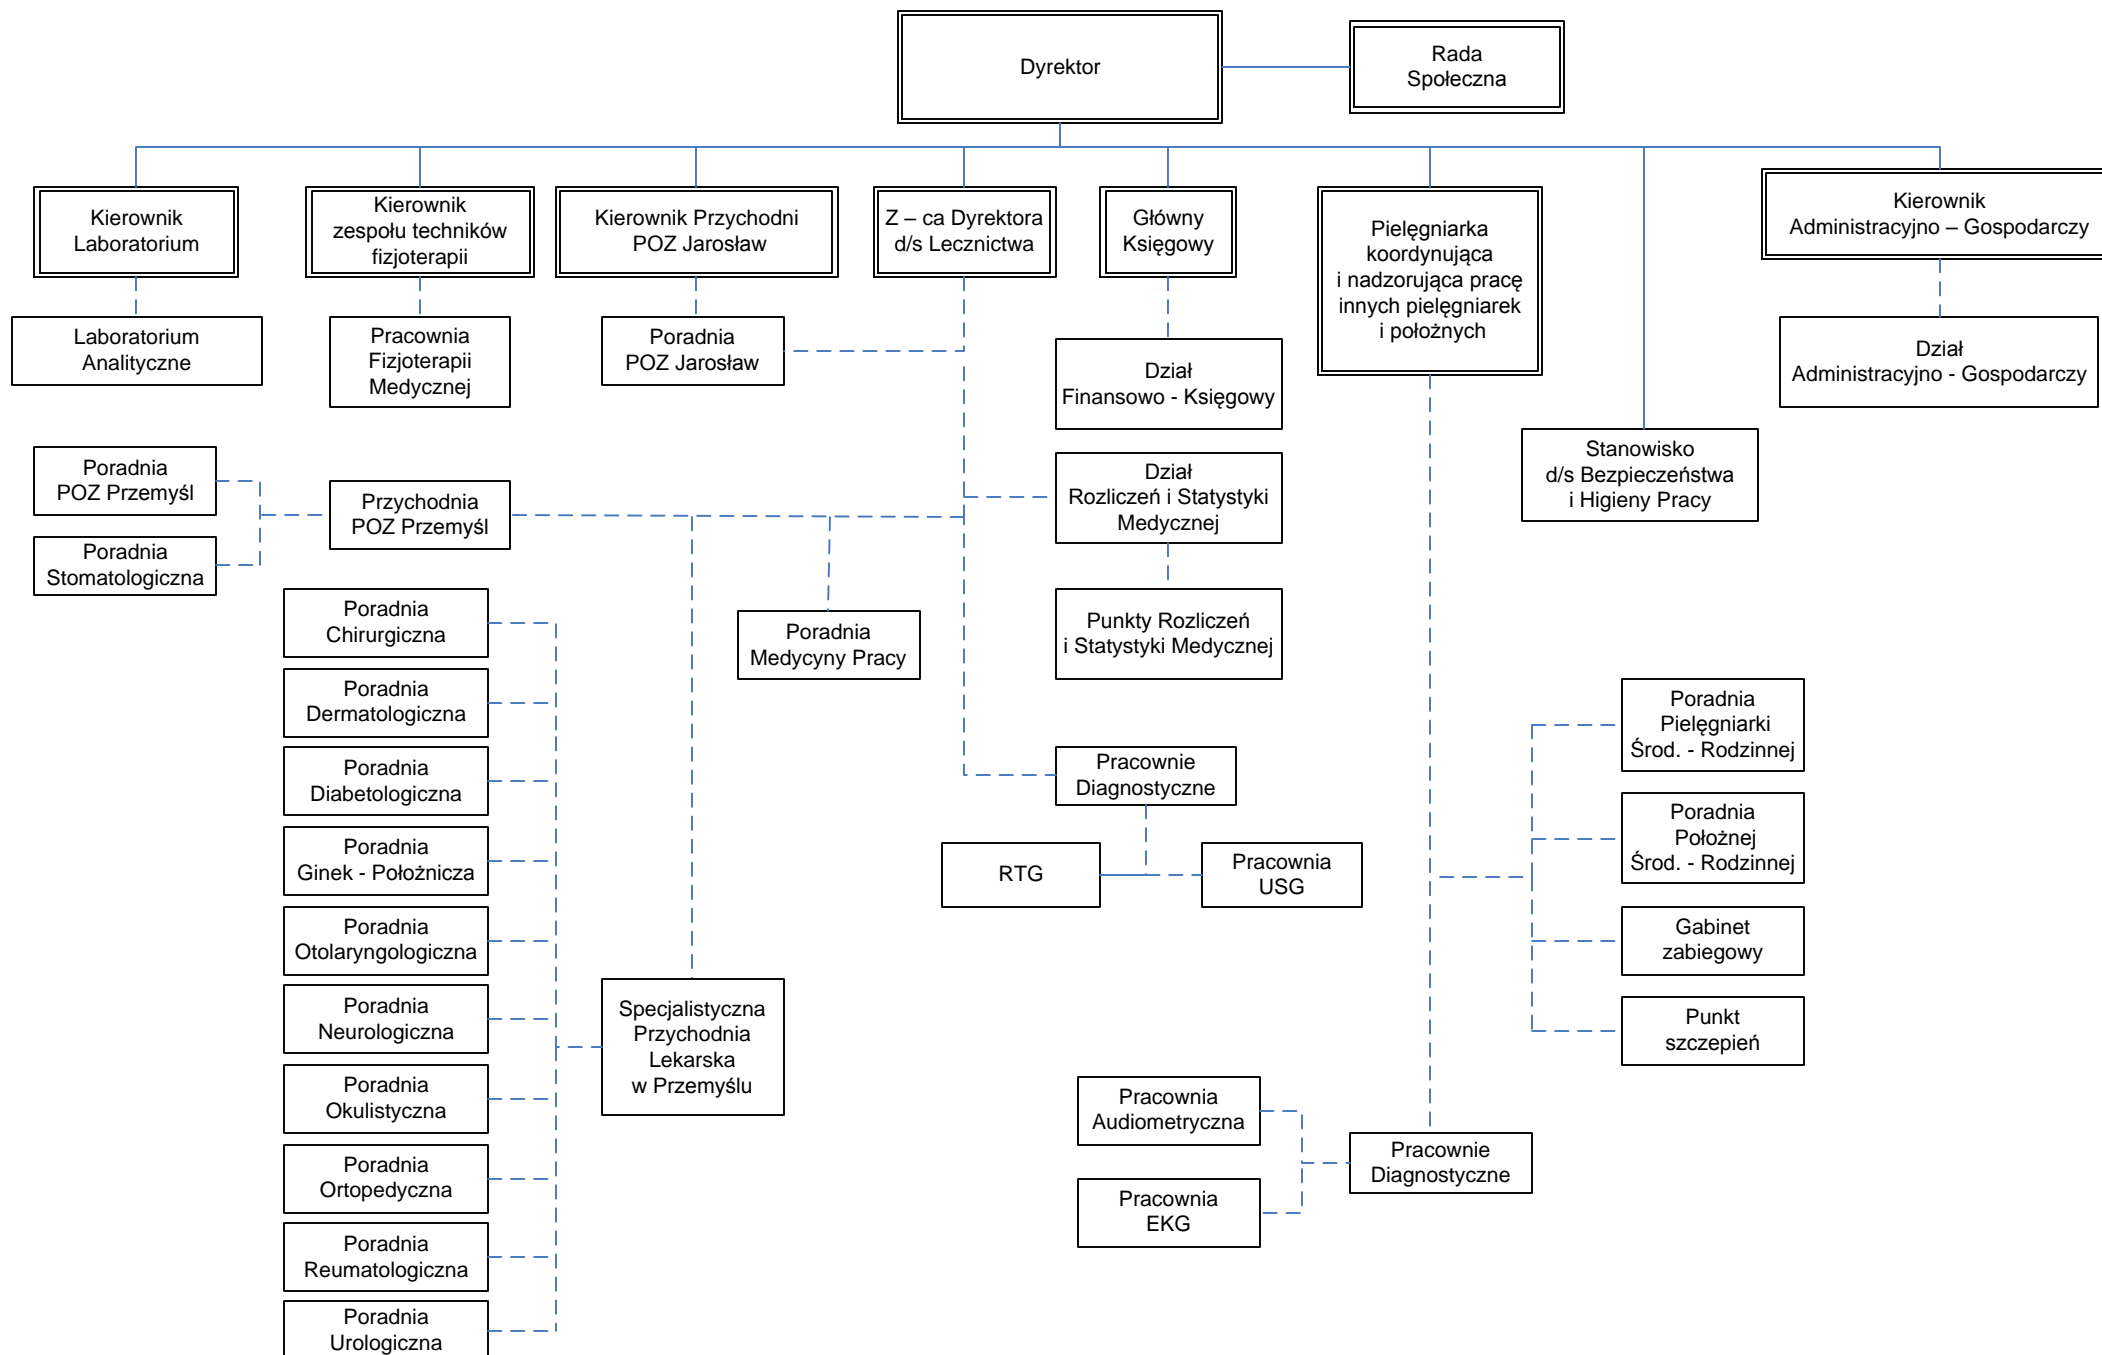 Dyrektor
Rada
Społeczna
Kierownik
Laboratorium
Kierownik
zespołu techników
fizjoterapii
Kierownik Przychodni
POZ Jarosław
Z – ca Dyrektora
d/s Lecznictwa
Główny
Księgowy
Pielęgniarka
koordynująca
i nadzorująca pracę
innych pielęgniarek
i położnych
Kierownik
Administracyjno – Gospodarczy
Laboratorium
Analityczne
Pracownia
Fizjoterapii
Medycznej
Poradnia
POZ Jarosław
Dział
Finansowo - Księgowy
Dział
Administracyjno - Gospodarczy
Poradnia
POZ Przemyśl
Przychodnia
POZ Przemyśl
Dział
Rozliczeń i Statystyki
Medycznej
Stanowisko
d/s Bezpieczeństwa
i Higieny Pracy
Poradnia
Stomatologiczna
Poradnia
Chirurgiczna
Poradnia
Medycyny Pracy
Punkty Rozliczeń
i Statystyki Medycznej
Poradnia
Dermatologiczna
Poradnia
Pielęgniarki
Środ. - Rodzinnej
Poradnia
Diabetologiczna
Pracownie
Diagnostyczne
Poradnia
Położnej
Środ. - Rodzinnej
Poradnia
Ginek - Położnicza
RTG
Pracownia
USG
Poradnia
Otolaryngologiczna
Gabinet
zabiegowy
Poradnia
Neurologiczna
Specjalistyczna
Przychodnia
Lekarska
w Przemyślu
Punkt
szczepień
Poradnia
Okulistyczna
Pracownia
Audiometryczna
Pracownie
Diagnostyczne
Poradnia
Ortopedyczna
Pracownia
EKG
Poradnia
Reumatologiczna
Poradnia
Urologiczna